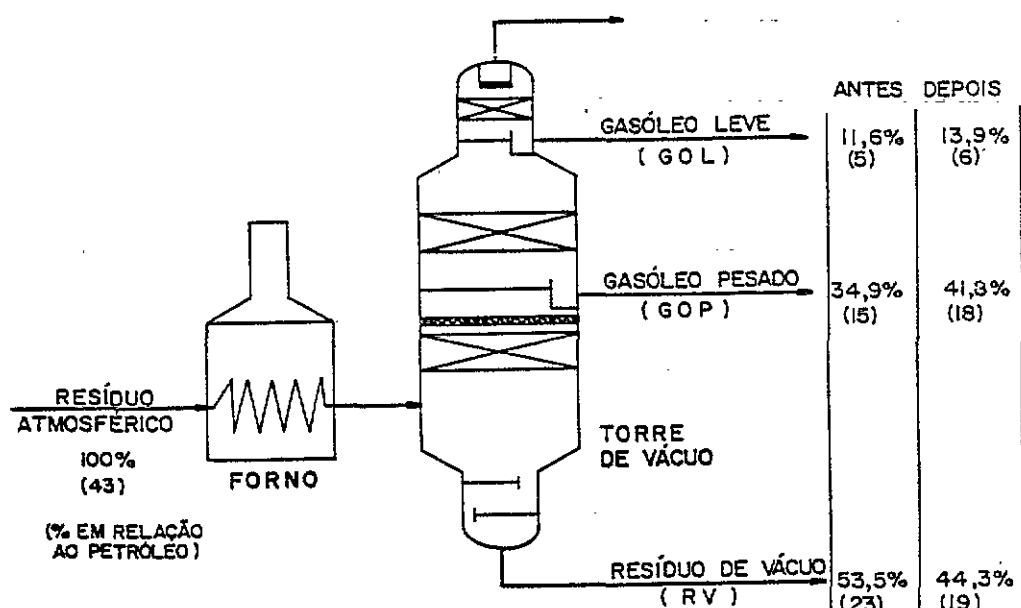 ANTES DEPOIS
GASÓLEO LEVE
(GOL)
11,6% 13,9%
(5) (6)
GASÓLEO PESADO
(GOP)
34,9% 41,8%
(15) (18)
RESÍDUO
ATMOSFÉRICO
100%
(43)
(% EM RELAÇÃO
AO PETRÓLEO)
FORNO
TORRE
DE VÁCUO
RESÍDUO DE VÁCUO
(RV)
53,5% 44,3%
(23) (19)